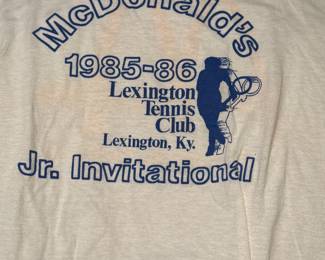 McDonald's
1985-86
Lexington
Tennis
Club
Lexington, Ky.
Jr. Invitational